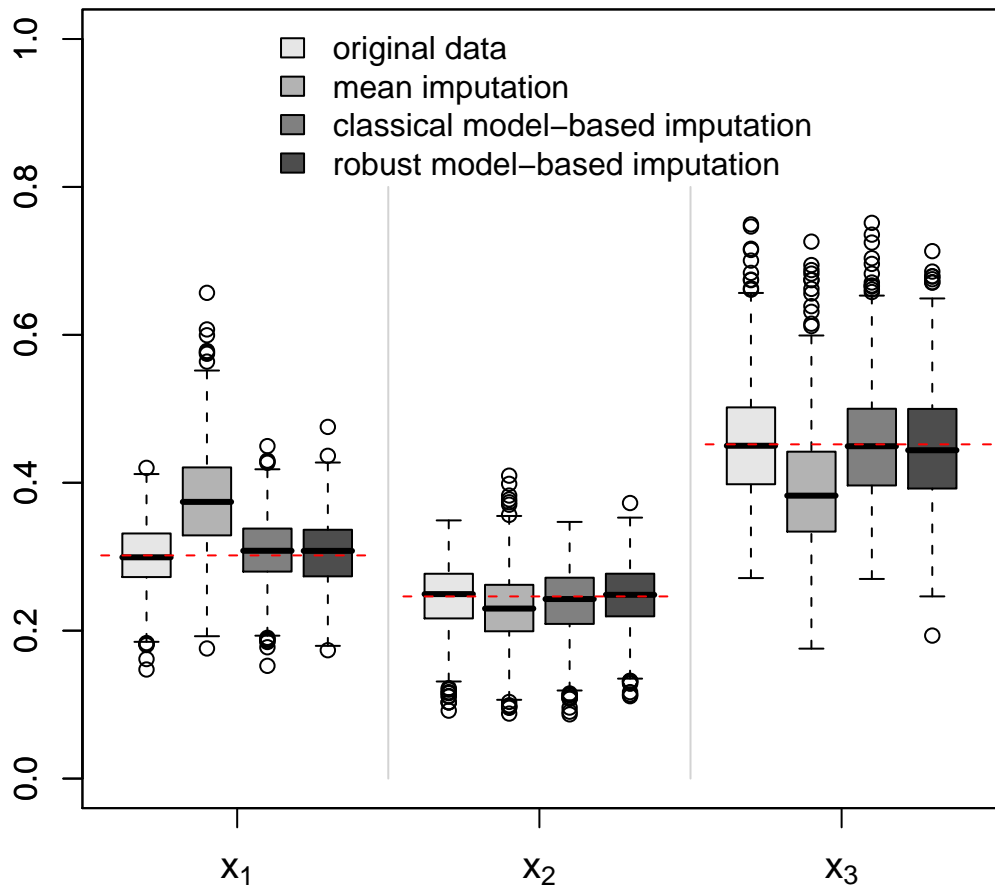 original data
mean imputation
classical model−based imputation
robust model−based imputation
1.0
0.8
0.6
0.4
0.2
0.0
x₁ x₂ x₃